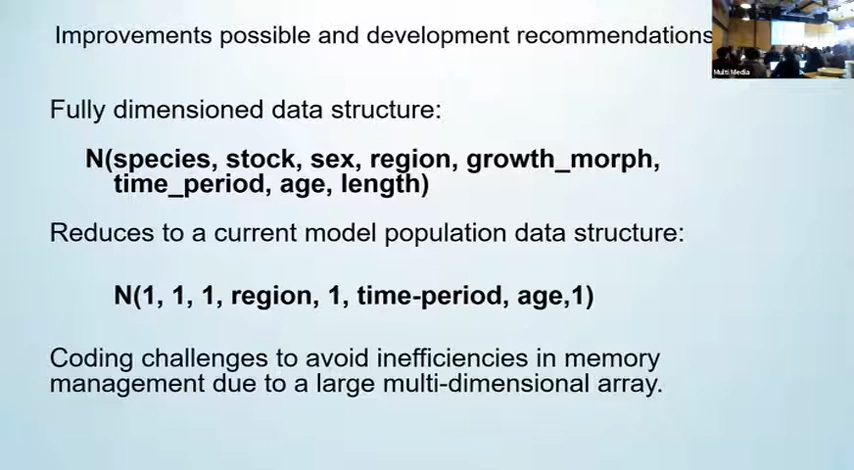 Improvements possible and development recommendations
Multi Media
Fully dimensioned data structure:
N(species, stock, sex, region, growth_morph,
time_period, age, length)
Reduces to a current model population data structure:
N(1, 1, 1, region, 1, time-period, age,1)
Coding challenges to avoid inefficiencies in memory
management due to a large multi-dimensional array.